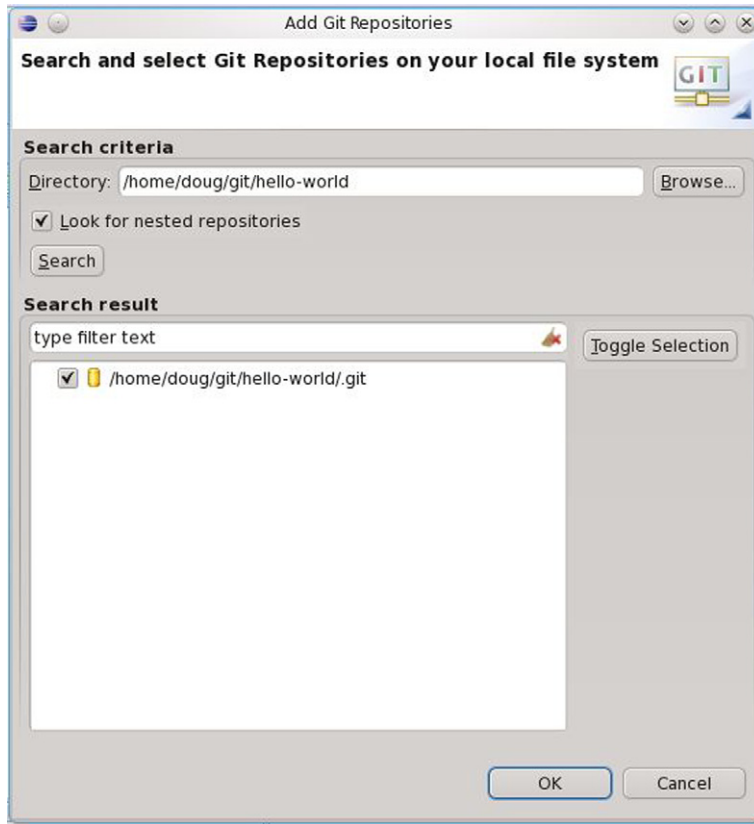 Add Git Repositories
Search and select Git Repositories on your local file system
GIT
Search criteria
Directory: /home/doug/git/hello-world Browse...
Look for nested repositories
Search
Search result
type filter text
Toggle Selection
/home/doug/git/hello-world/.git
OK Cancel